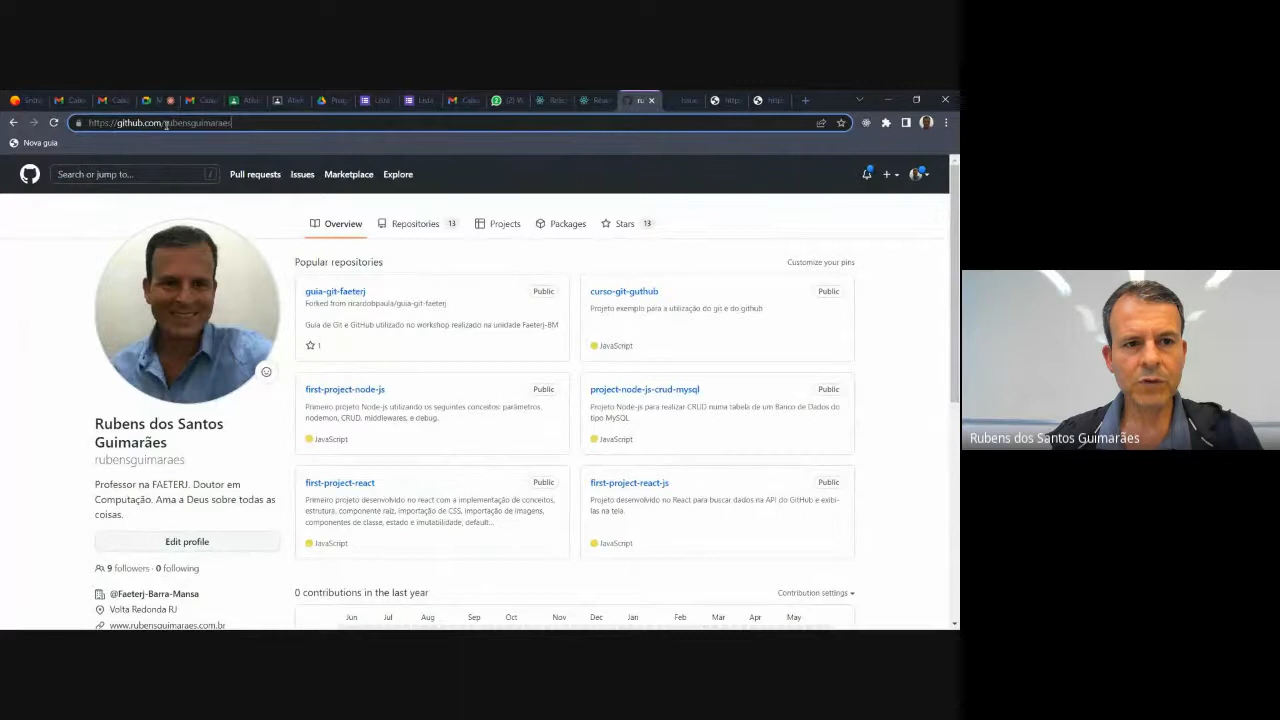 https://github.com/rubensguimaraes
Nova guia
Search or jump to...
/
Pull requests
Issues
Marketplace
Explore
Overview
Repositories 13
Projects
Packages
Stars 13
Popular repositories
Customize your pins
guia-git-faeterj
Public
Forked from ricardobpaula/guia-git-faeterj
Guia de Git e GitHub utilizado no workshop realizado na unidade Faeterj-BM
1
curso-git-guthub
Public
Projeto exemplo para a utilização do git e do github
JavaScript
first-project-node-js
Public
Primeiro projeto Node-js utilizando os seguintes conceitos: parâmetros,
nodemon, CRUD, middlewares, e debug.
JavaScript
project-node-js-crud-mysql
Public
Projeto Node-js para realizar CRUD numa tabela de um Banco de Dados do
tipo MySQL
JavaScript
first-project-react
Public
Primeiro projeto desenvolvido no react com a implementação de conceitos,
estrutura, componente raiz, importação de CSS, importação de imagens,
componentes de classe, estado e imutabilidade, default...
JavaScript
first-project-react-js
Public
Projeto desenvolvido no React para buscar dados na API do GitHub e exibi-
las na tela.
JavaScript
Rubens dos Santos
Guimarães
rubensguimaraes
Professor na FAETERJ. Doutor em
Computação. Ama a Deus sobre todas as
coisas.
Edit profile
9 followers · 0 following
@Faeterj-Barra-Mansa
Volta Redonda RJ
www.rubensguimaraes.com.br
0 contributions in the last year
Contribution settings
Jun Jul Aug Sep Oct Nov Dec Jan Feb Mar Apr May
Rubens dos Santos Guimarães